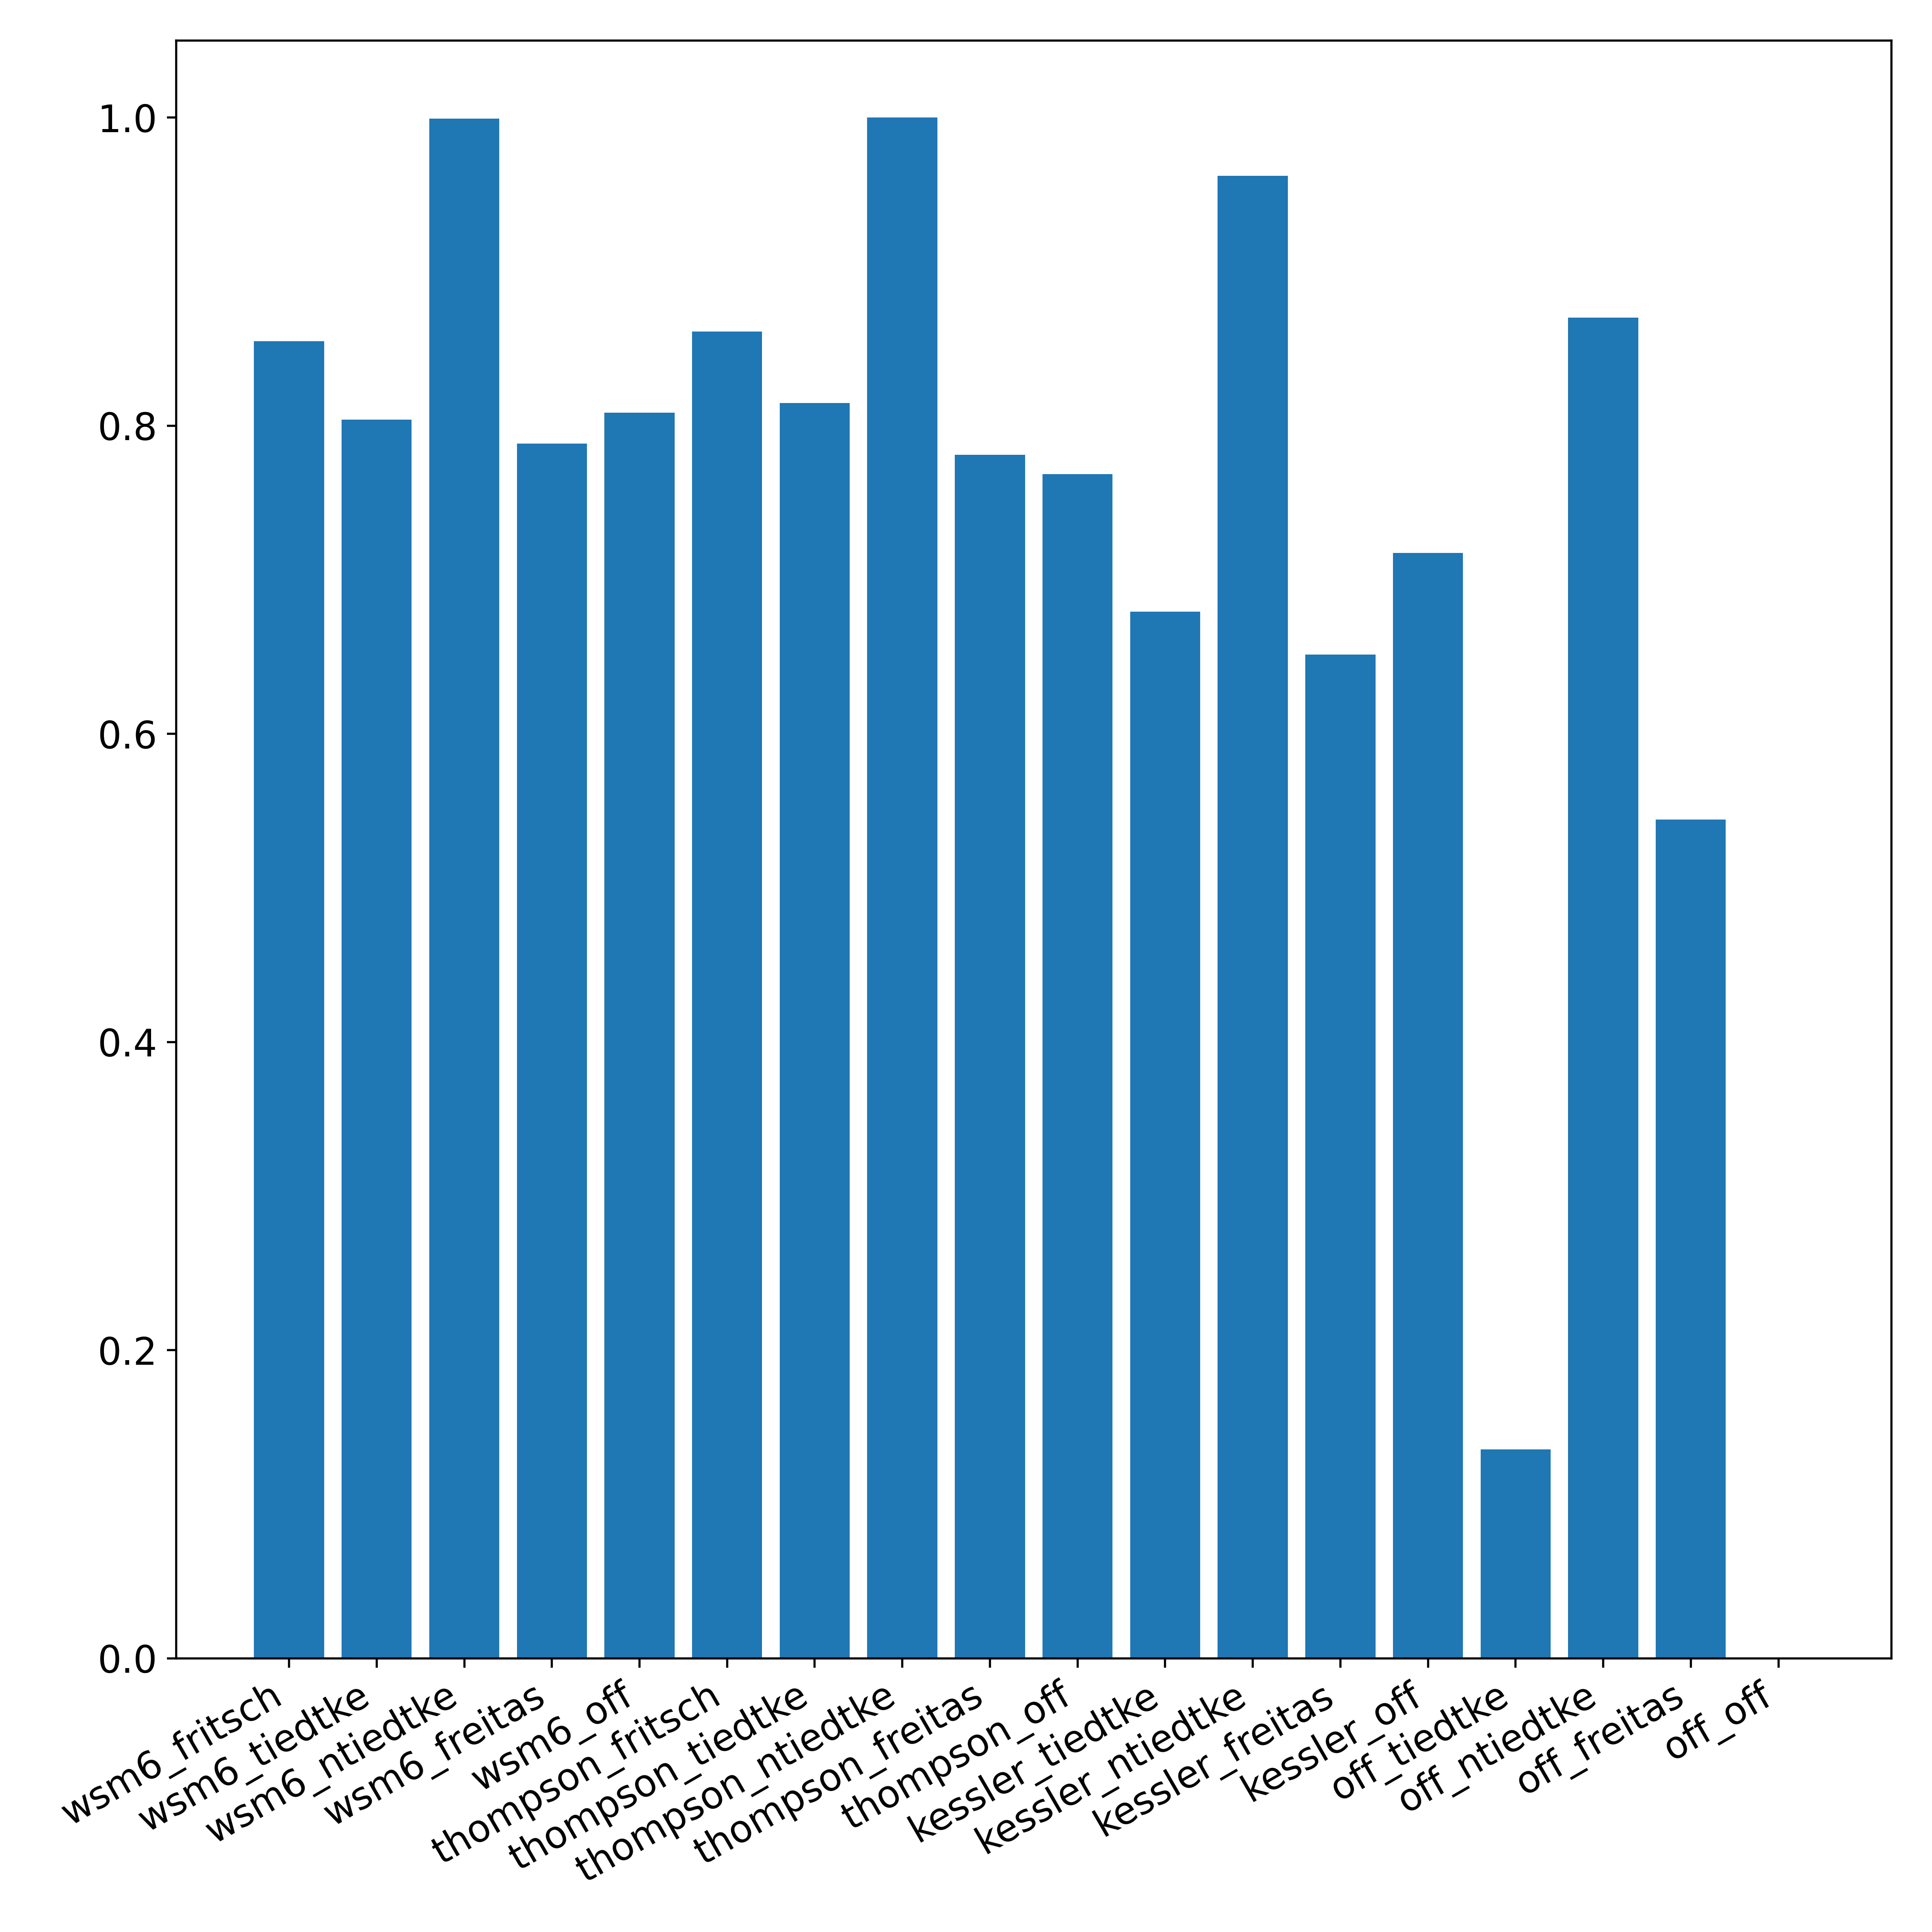 1.0
0.8
0.6
0.4
0.2
0.0
wsm6_fritsch
wsm6_tiedtke
wsm6_ntiedtke
wsm6_freitas
wsm6_off
thompson_fritsch
thompson_tiedtke
thompson_ntiedtke
thompson_freitas
thompson_off
kessler_tiedtke
kessler_ntiedtke
kessler_freitas
kessler_off
off_tiedtke
off_ntiedtke
off_freitas
off_off